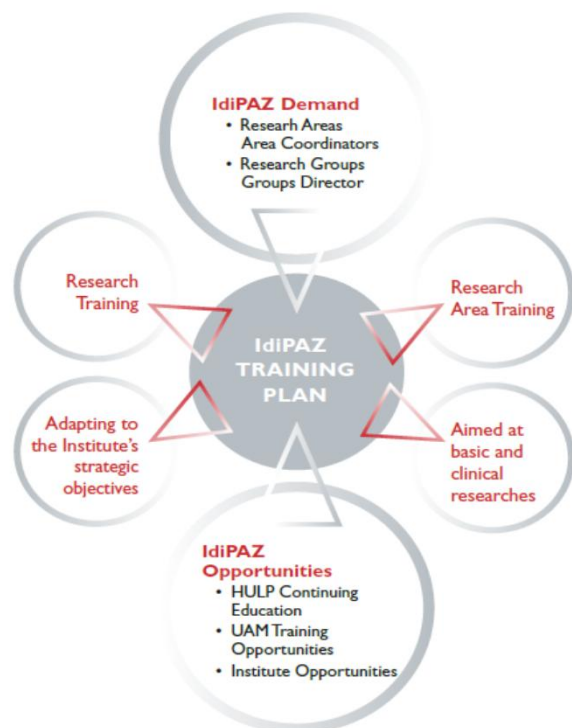 IdiPAZ Demand
• Researh Areas
Area Coordinators
• Research Groups
Groups Director
Research
Training
Research
Area Training
IdiPAZ
TRAINING
PLAN
Adapting to
the Institute's
strategic
objectives
Aimed at
basic and
clinical
researches
IdiPAZ
Opportunities
• HULP Continuing
Education
• UAM Training
Opportunities
• Institute Opportunities